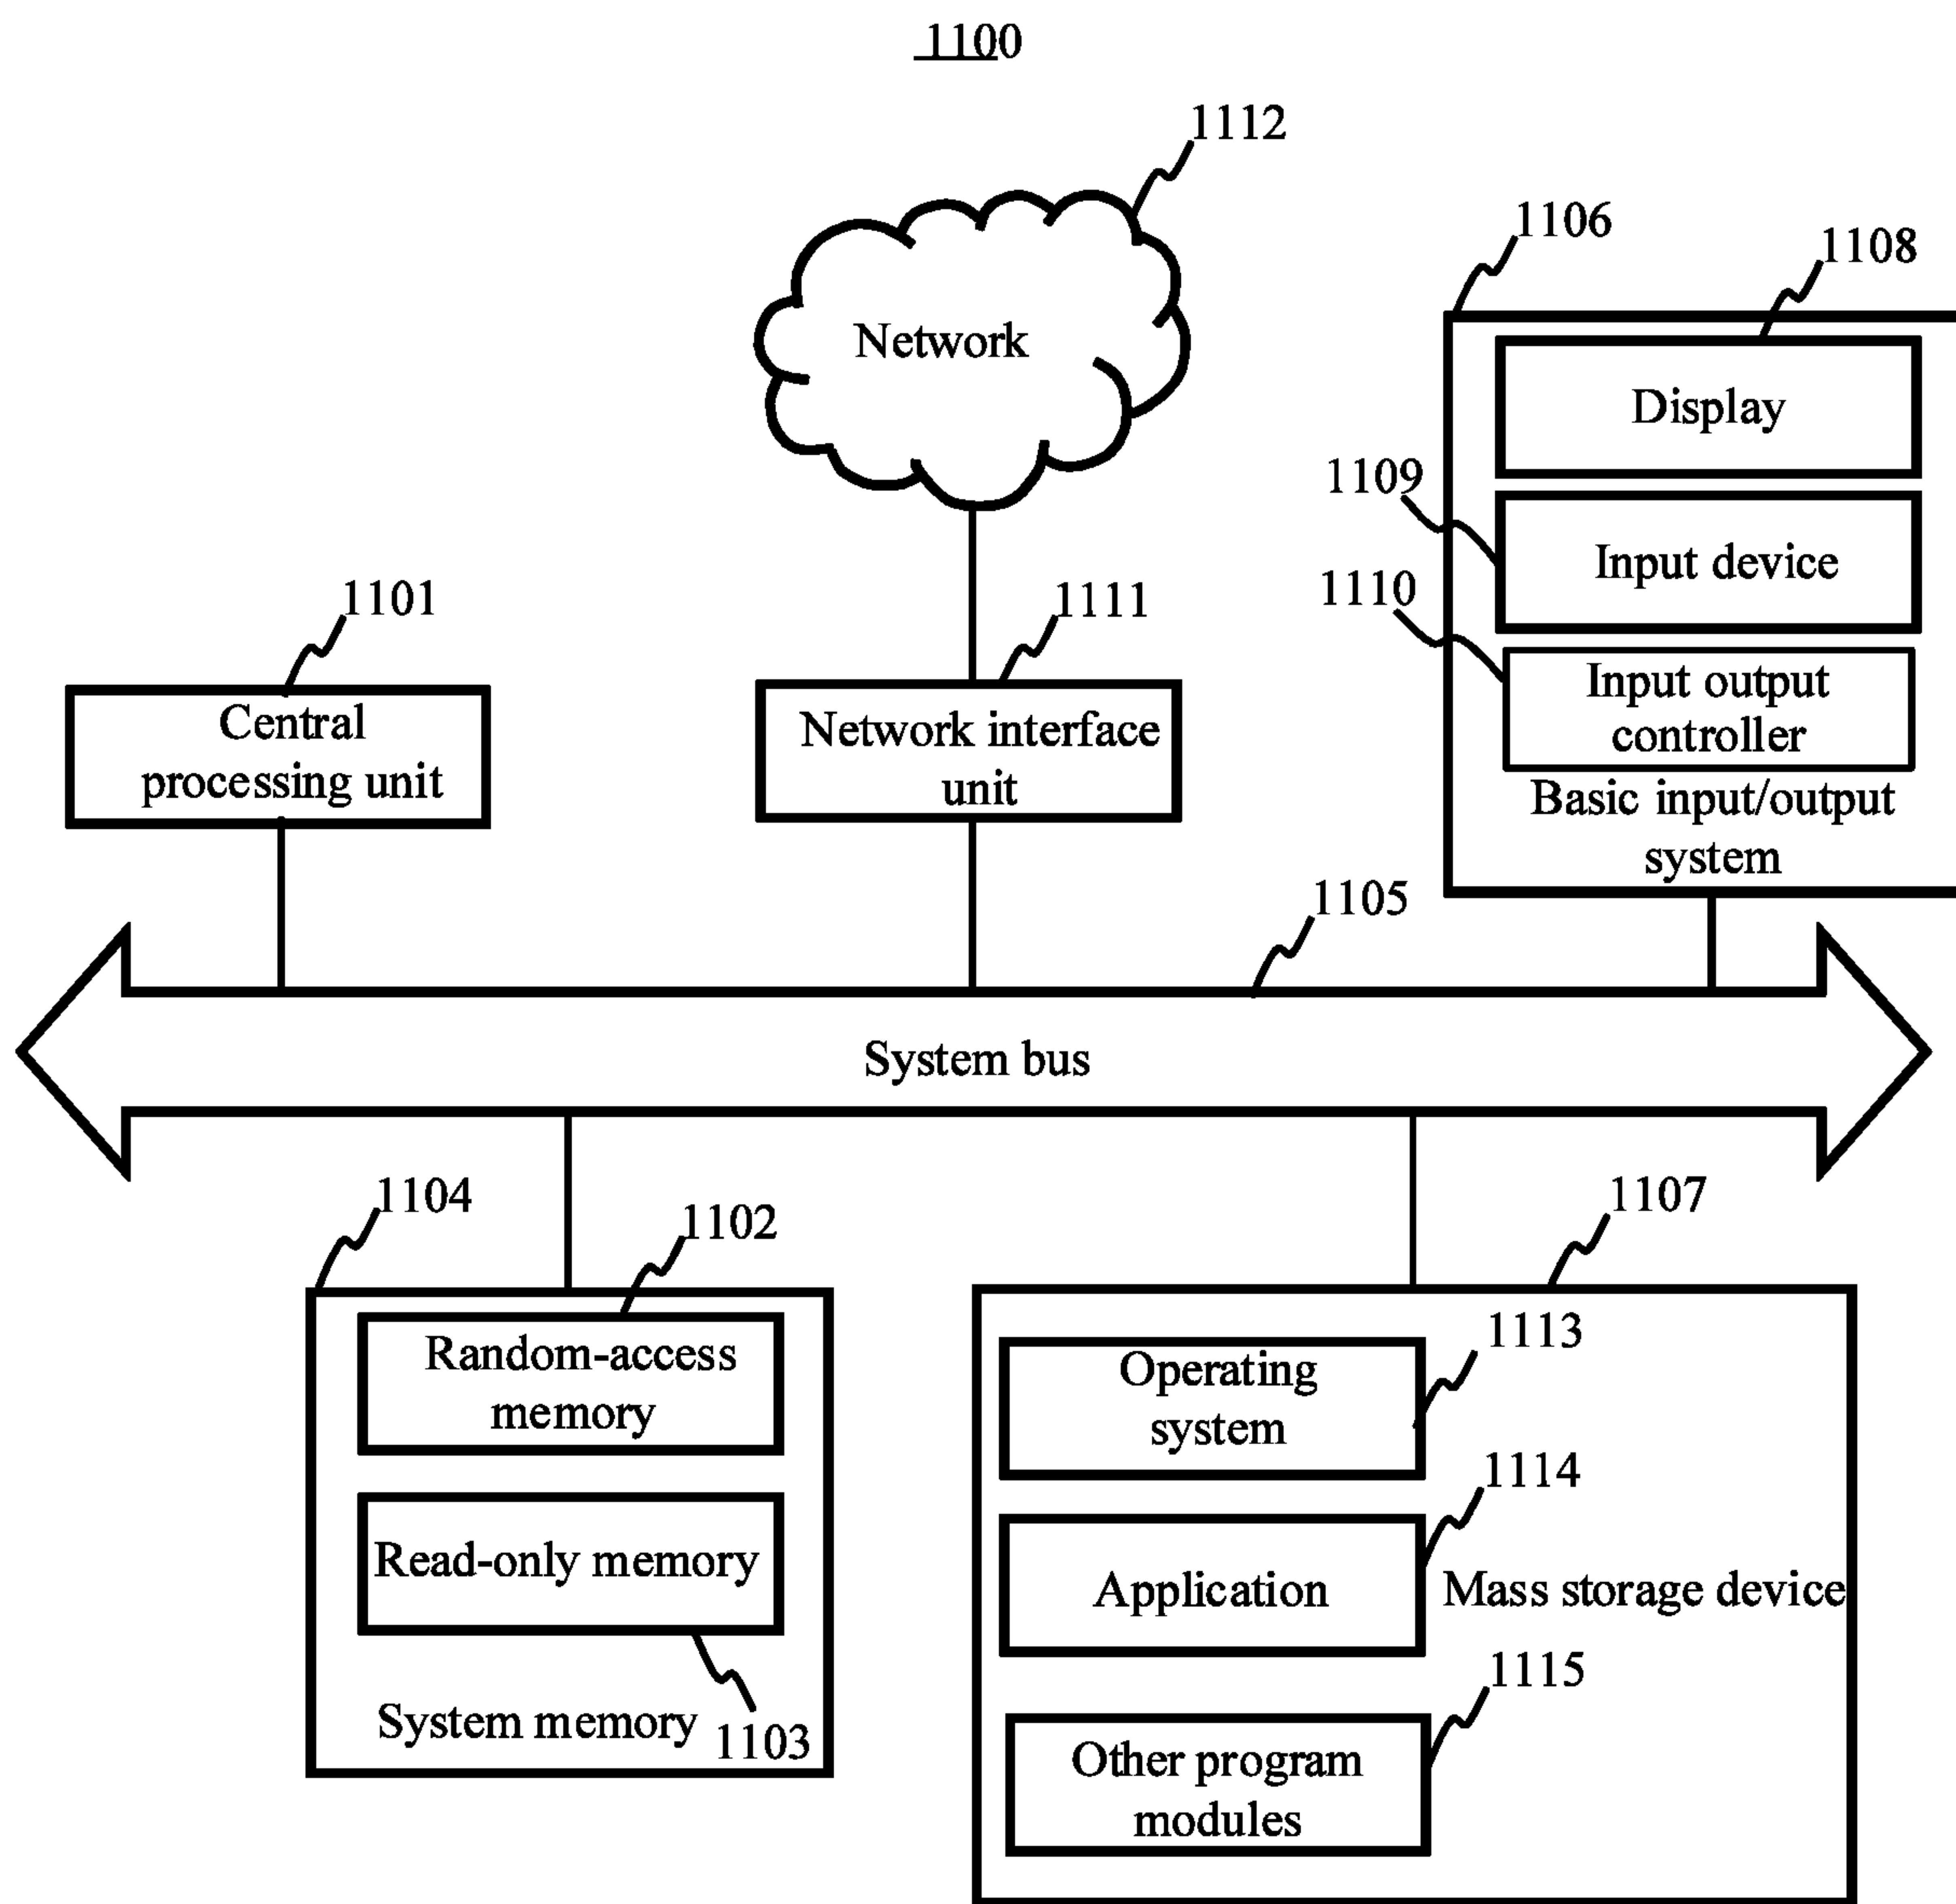 1100
1112
1106
1108
Network
Display
1109
Input device
1110
1101
1111
Input output
controller
Central
processing unit
Network interface
unit
Basic input/output
system
1105
System bus
1104
1102
1107
Random-access
memory
1113
Operating
system
1114
Read-only memory
Application
Mass storage device
1115
System memory
1103
Other program
modules